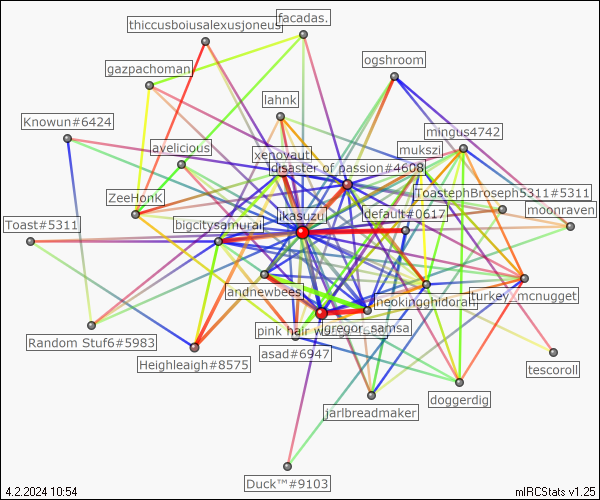 thiccusboiusalexusjoneus
facadas.
gazpachoman
ogshroom
lahnk
Knowun#6424
mingus4742
avelicious
xenovaut
mukszi
disaster of passion#4608
ZeeHonK
ToastephBroseph5311#5311
ikasuzu
default#0617
moonraven
Toast#5311
bigcitysamurai
andnewbees
neokingghidorah
turkey_mcnugget
pink hair
gregor_samsa
Random Stuf6#5983
asad#6947
Heighleaigh#8575
tescoroll
doggerdig
jarlbreadmaker
Duck™#9103
4.2.2024 10:54
mIRCStats v1.25